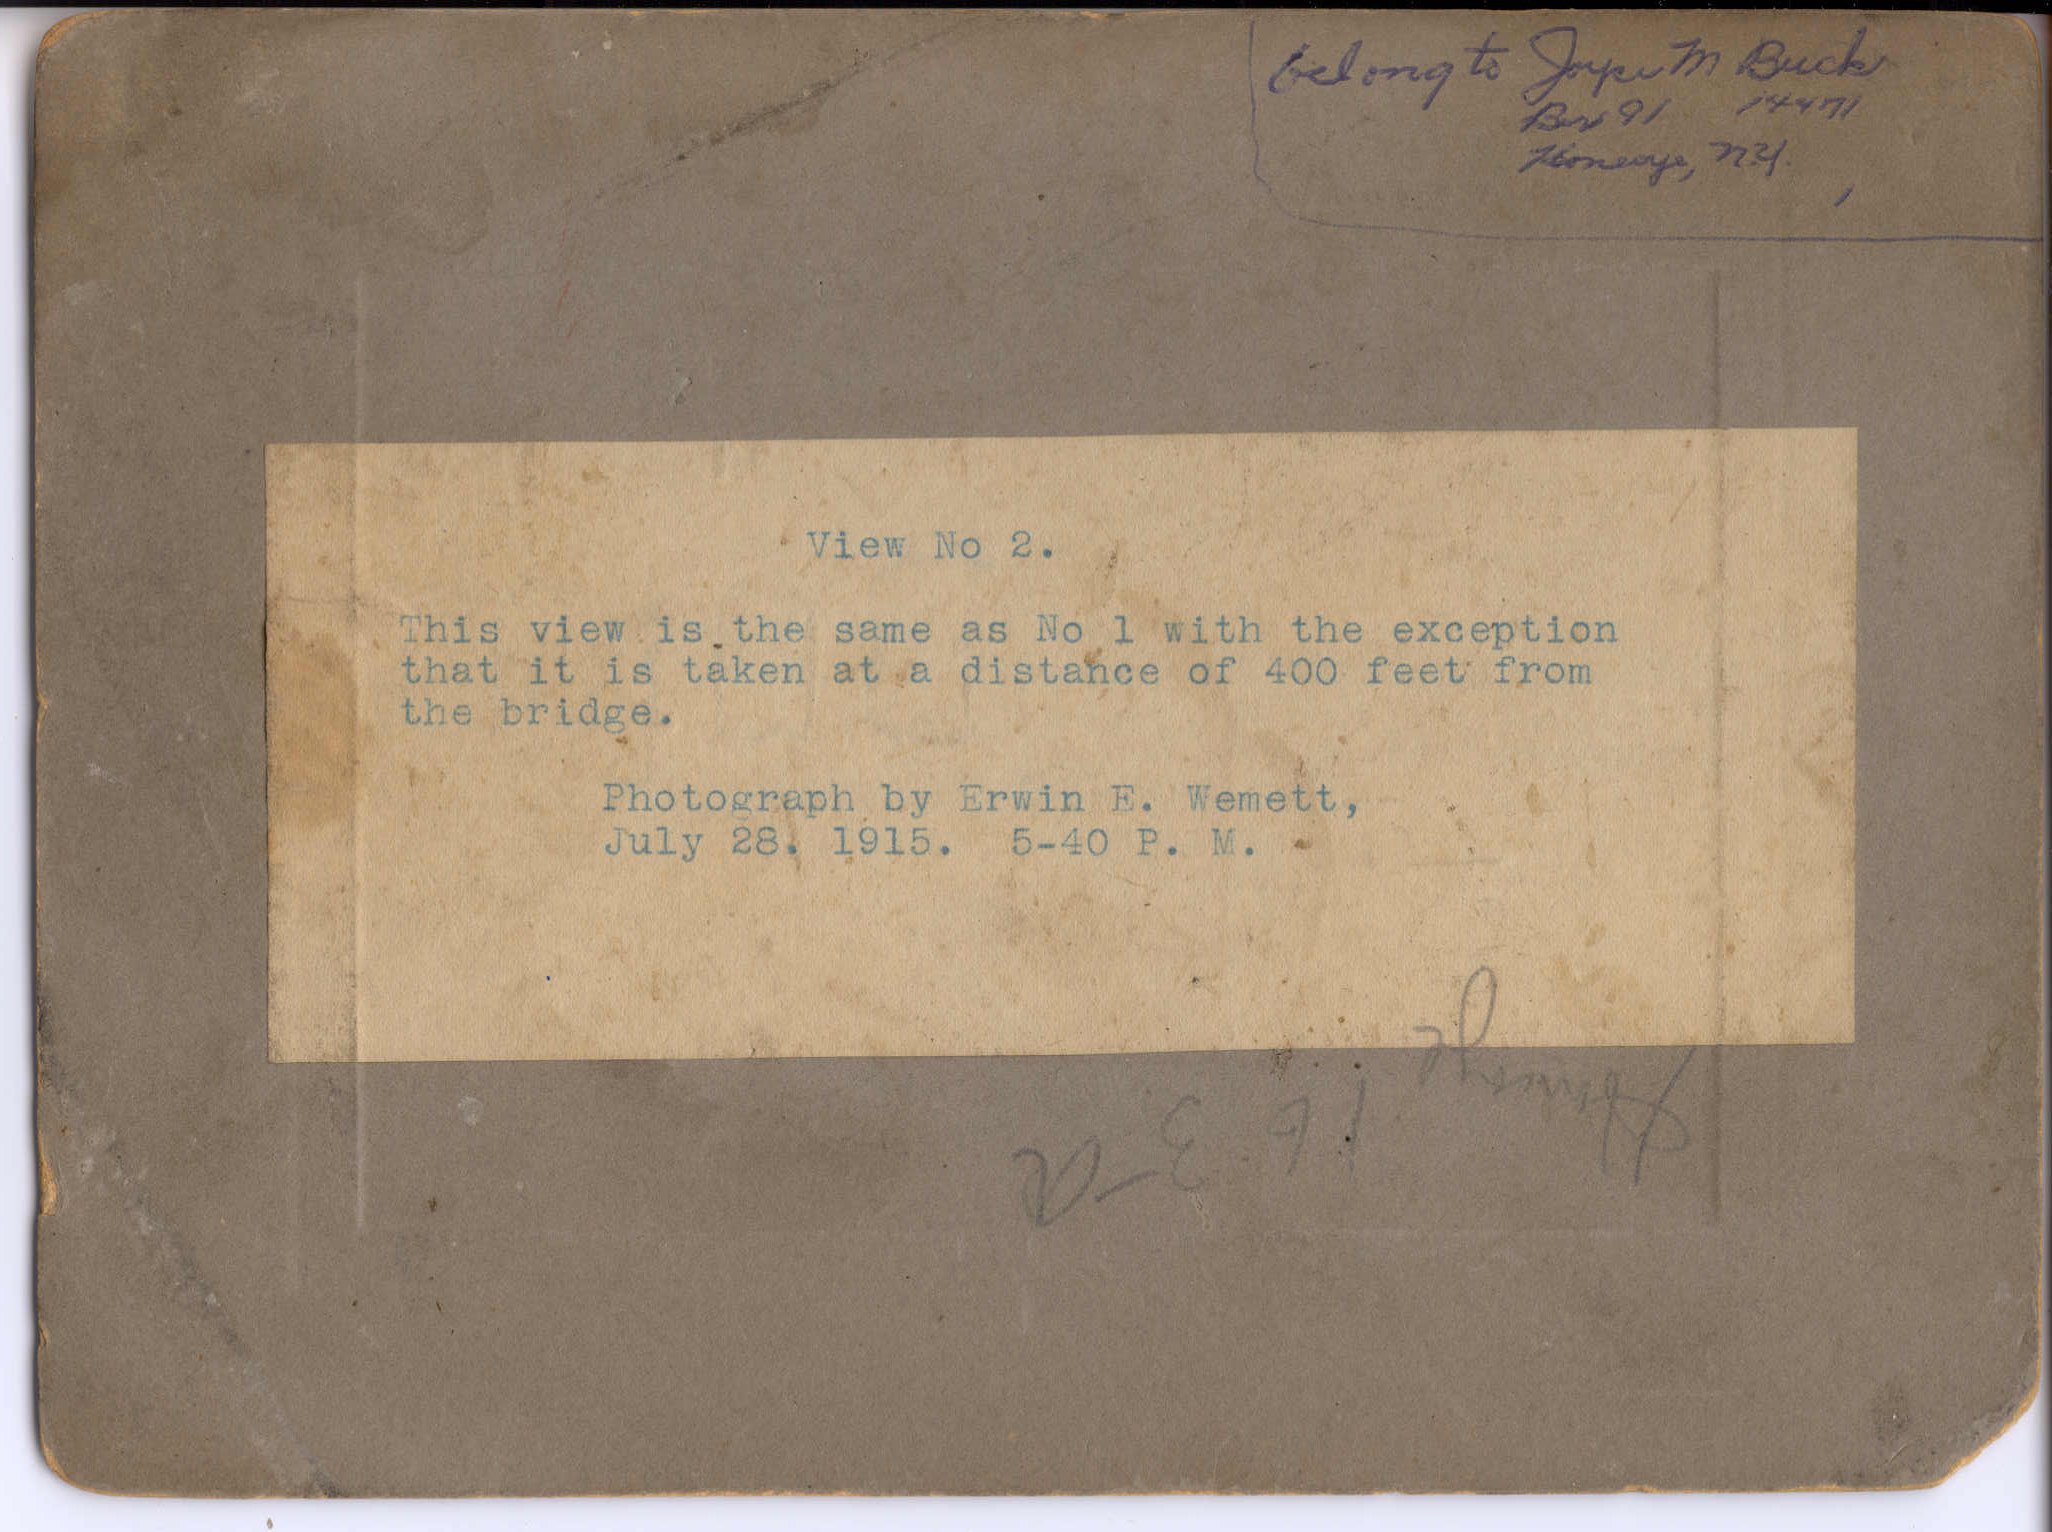 belong to Joyce M Buck
Box 91 14471
Honeoye, N.Y.
View No 2.
This view is the same as No 1 with the exception
that it is taken at a distance of 400 feet from
the bridge.
Photograph by Erwin E. Wemett,
July 28. 1915. 5-40 P. M.
Honeoye